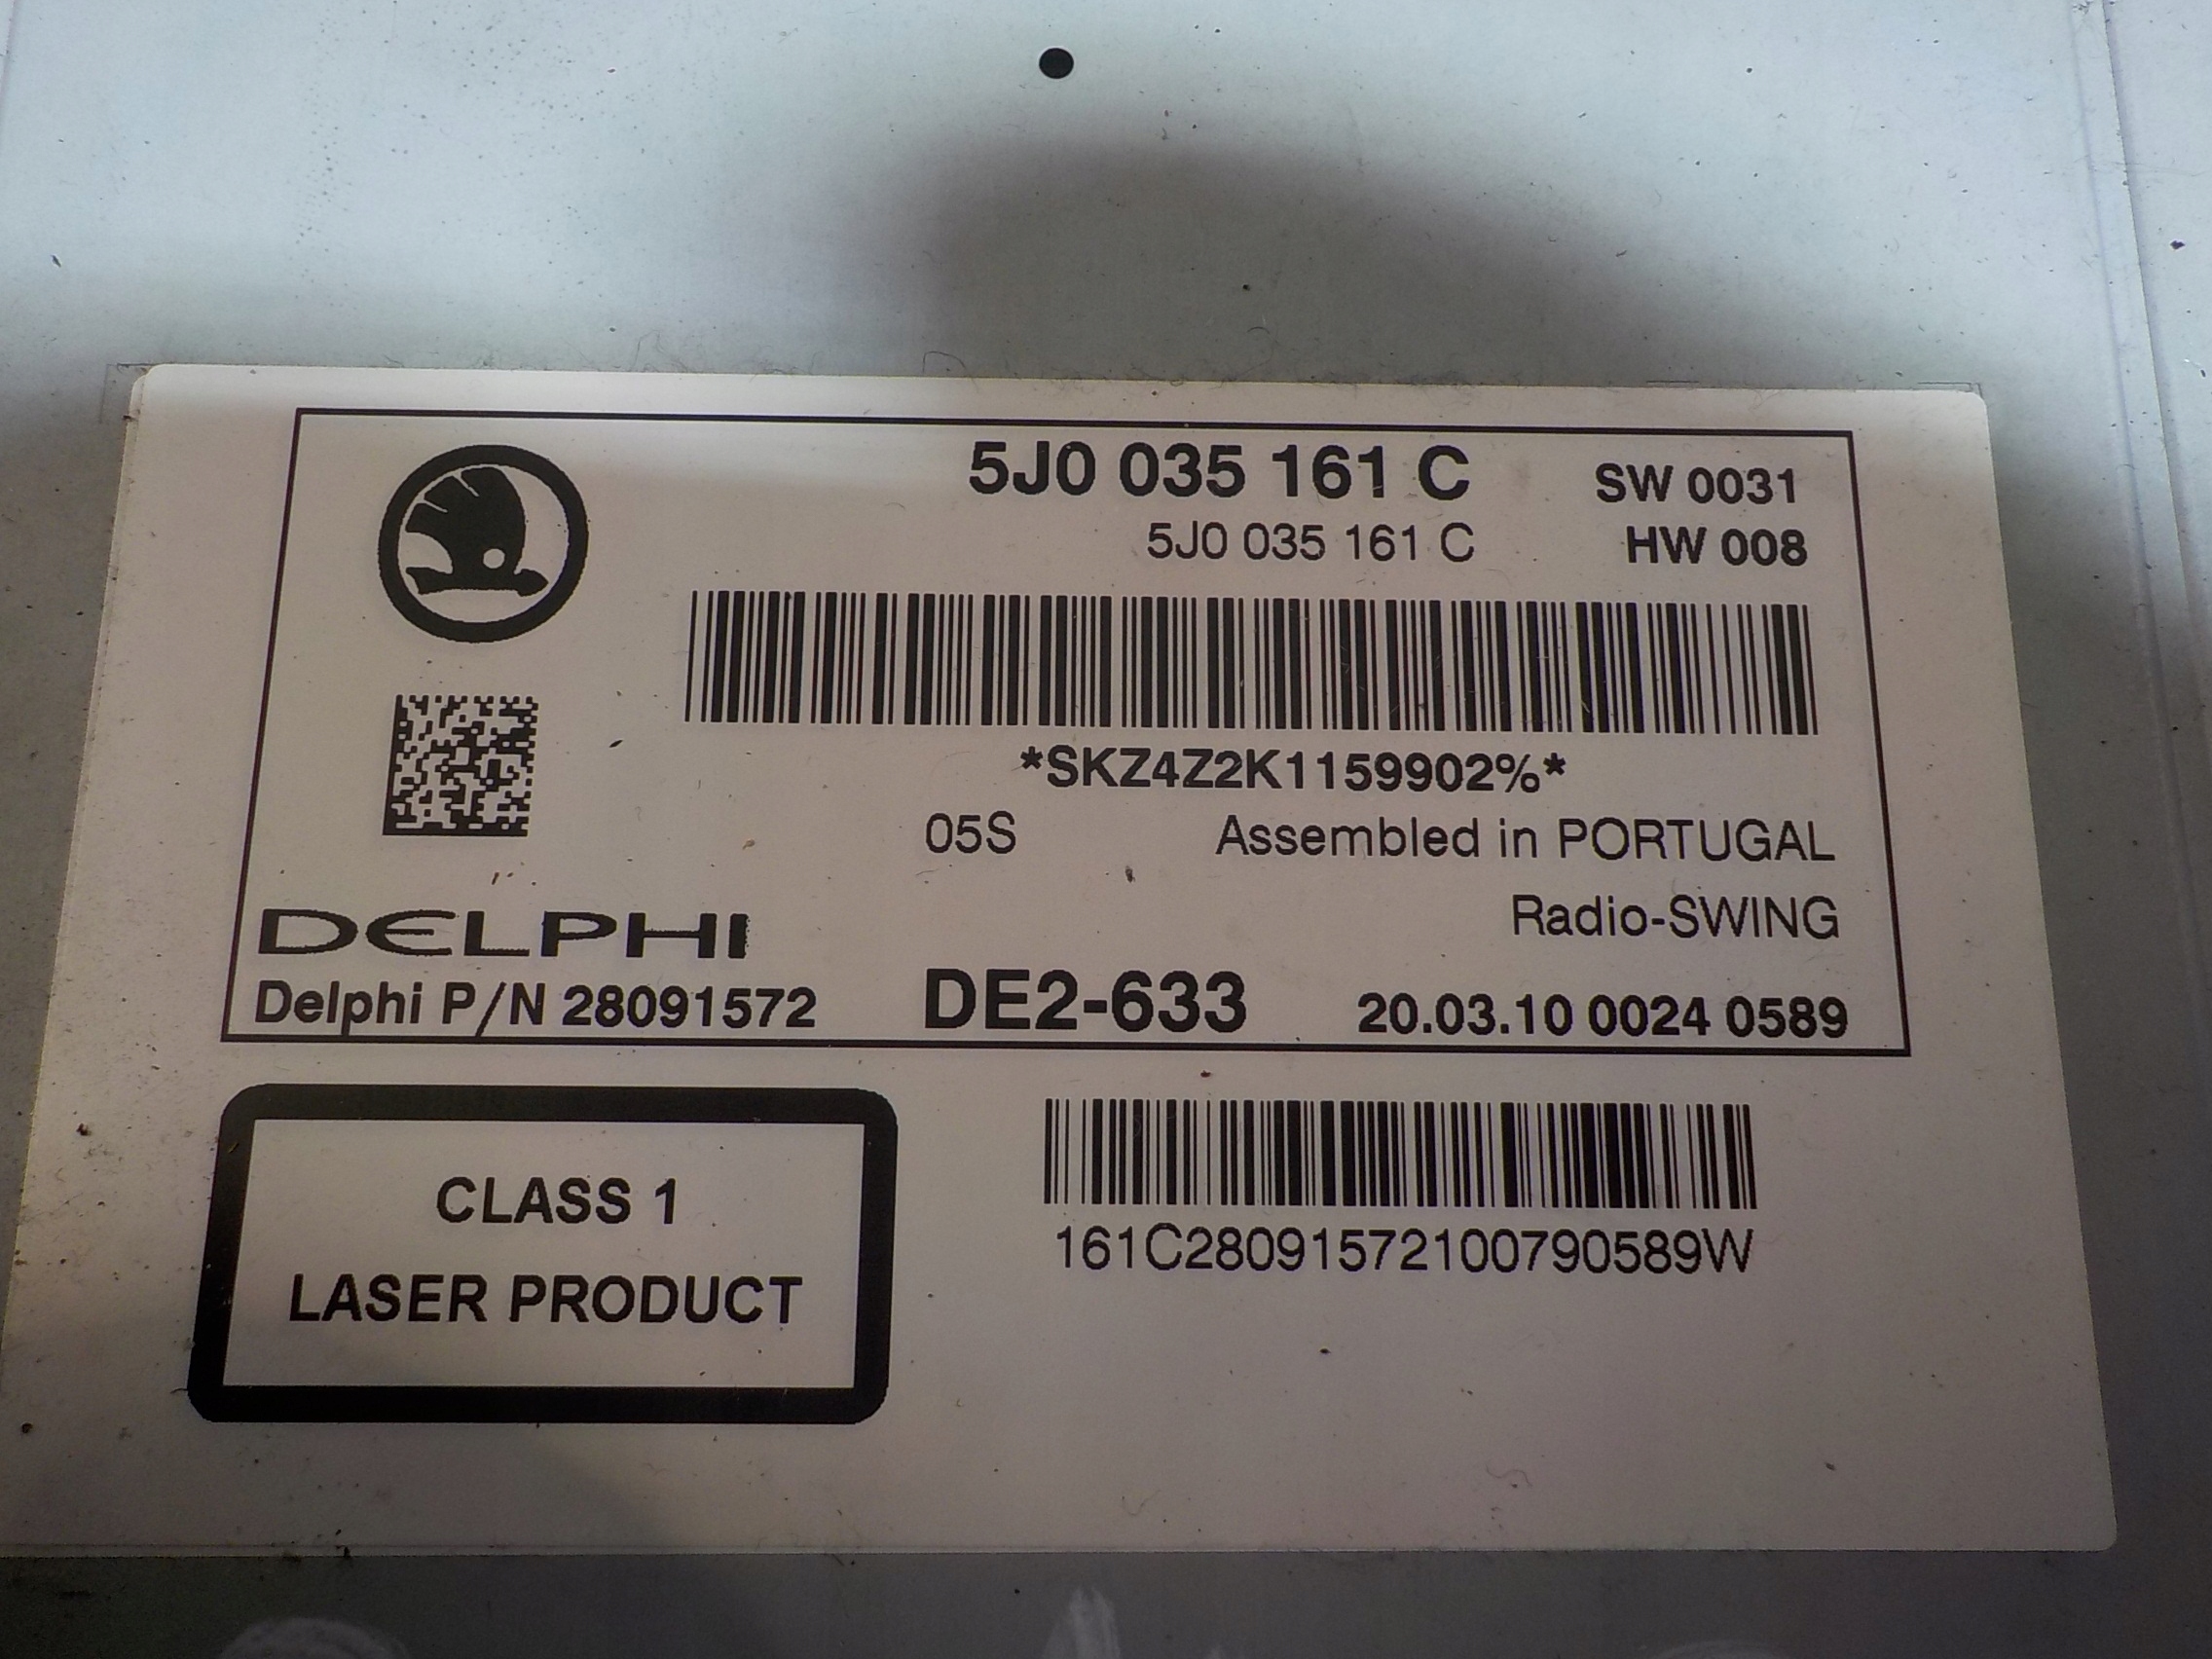 5J0 035 161 C SW 0031
5J0 035 161 C HW 008
*SKZ4Z2K1159902%*
05S Assembled in PORTUGAL
Radio-SWING
DELPHI
Delphi P/N 28091572 DE2-633 20.03.10 0024 0589
CLASS 1
LASER PRODUCT
161C28091572100790589W